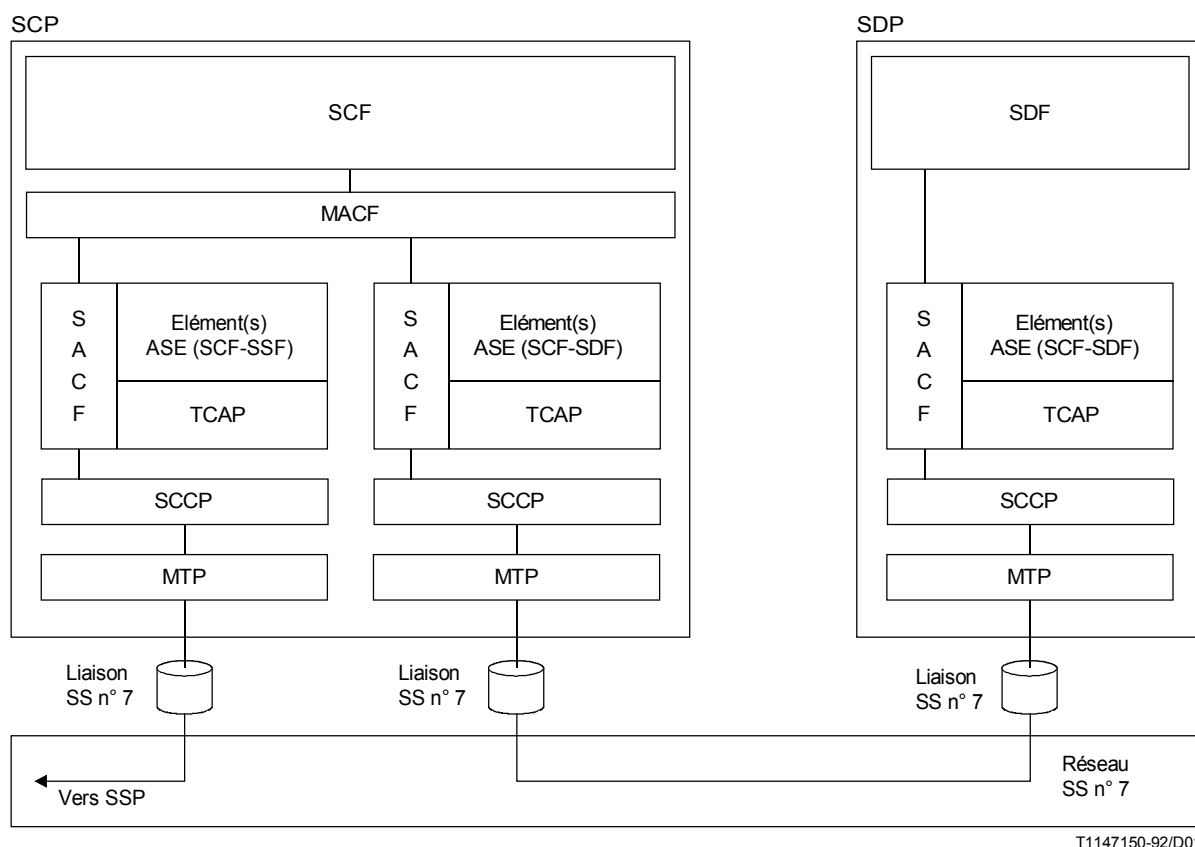 SCP
SDP
SCF
SDF
MACF
S
A
C
F
Elément(s)
ASE (SCF-SSF)
TCAP
S
A
C
F
Elément(s)
ASE (SCF-SDF)
TCAP
S
A
C
F
Elément(s)
ASE (SCF-SDF)
TCAP
SCCP
SCCP
SCCP
MTP
MTP
MTP
Liaison
SS n° 7
Liaison
SS n° 7
Liaison
SS n° 7
Vers SSP
Réseau
SS n° 7